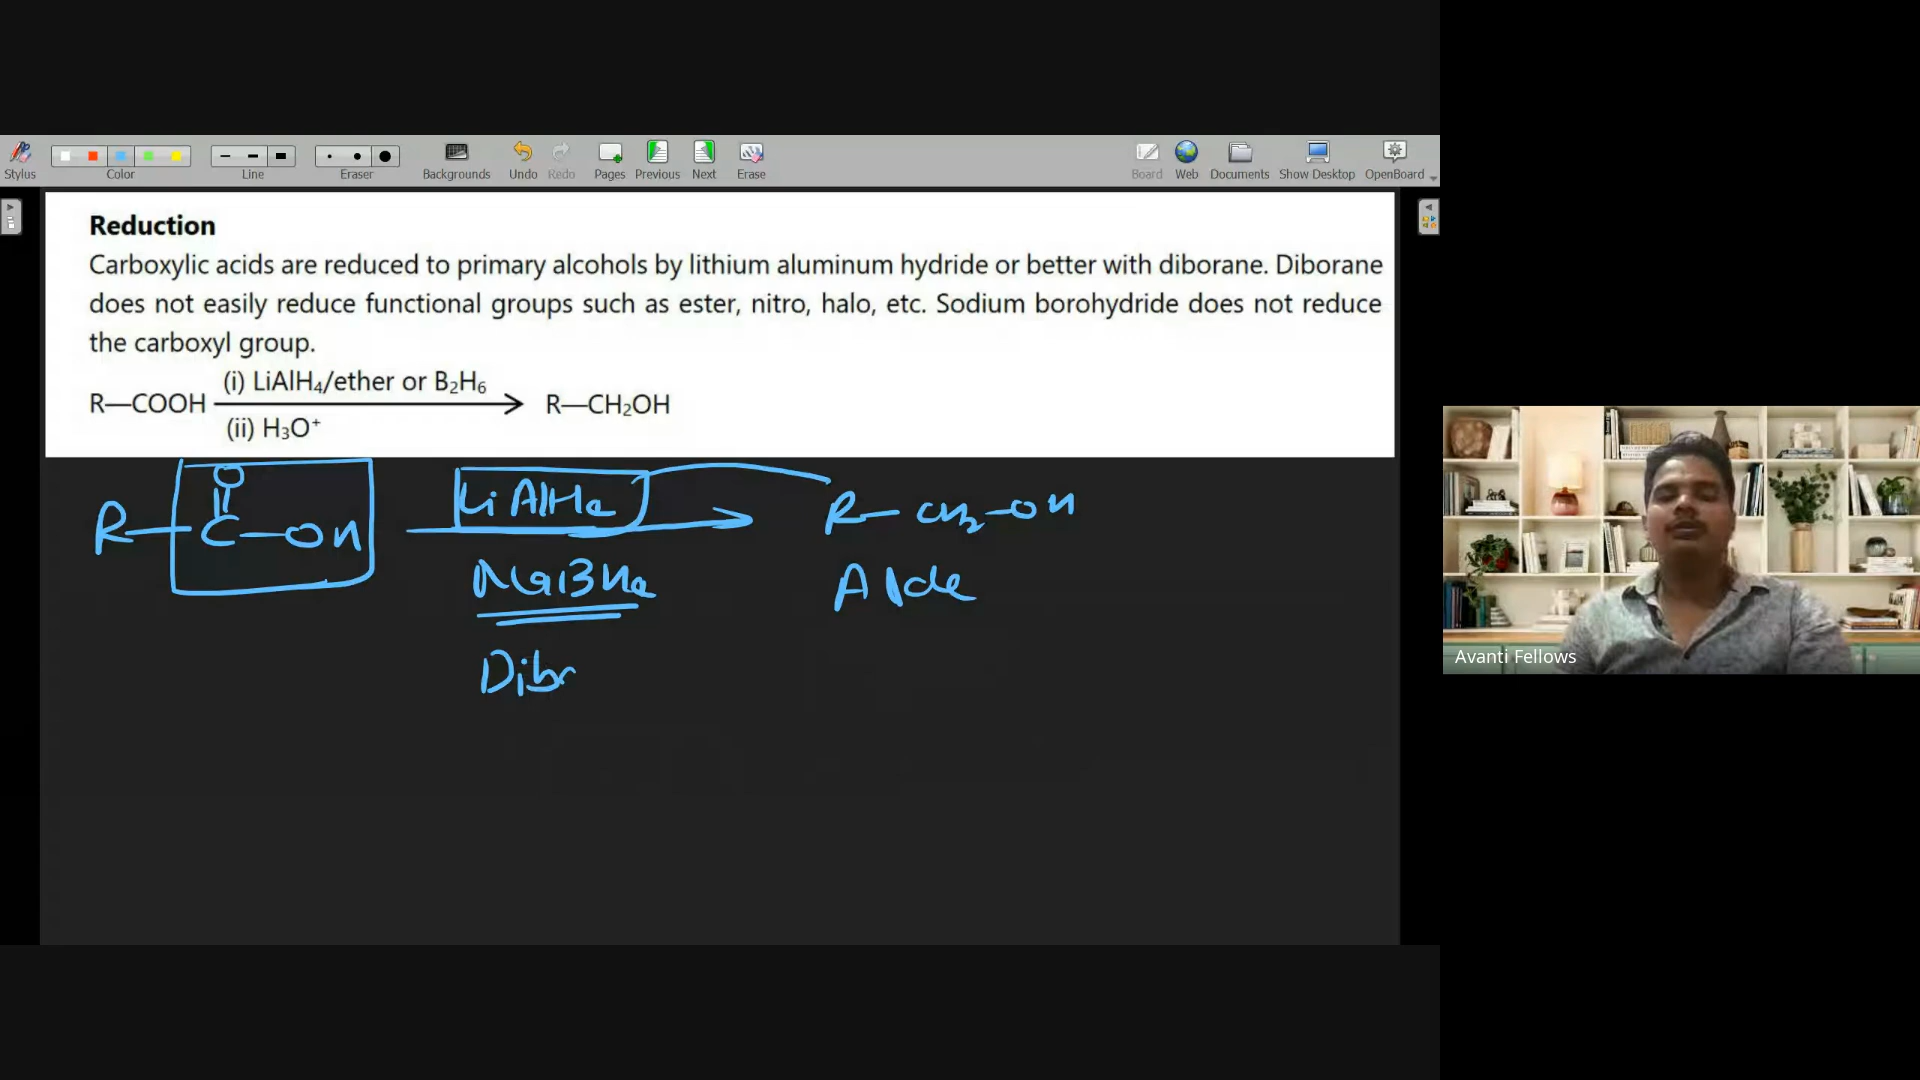 Stylus
Color
Line
Eraser
Backgrounds
Undo
Redo
Pages
Previous
Next
Erase
Board
Web
Documents
Show Desktop
OpenBoard
Reduction
Carboxylic acids are reduced to primary alcohols by lithium aluminum hydride or better with diborane. Diborane
does not easily reduce functional groups such as ester, nitro, halo, etc. Sodium borohydride does not reduce
the carboxyl group.
(i) LiAlH₄/ether or B₂H₆
R—COOH → R—CH₂OH
(ii) H₃O⁺
O
LiAlH₄
R—C—OH → R—CH₂—OH
NaBH₄
Alde
Dibr
Avanti Fellows